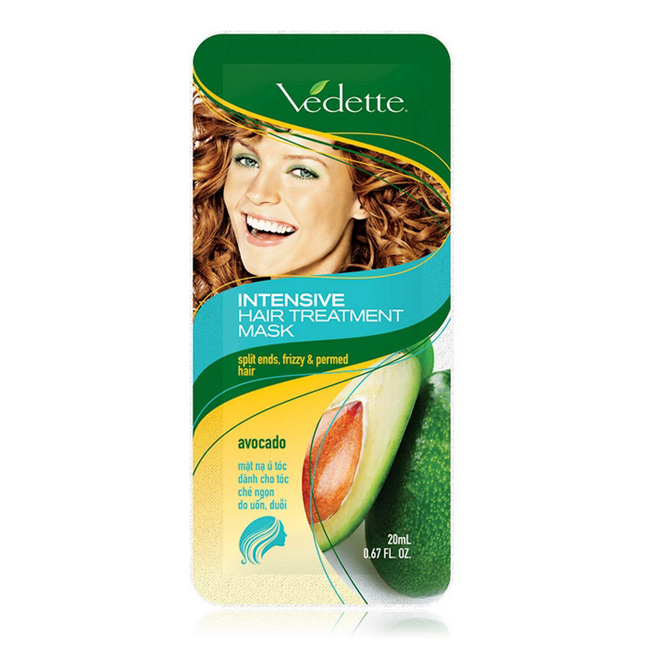 Vedette
INTENSIVE
HAIR TREATMENT
MASK
split ends, frizzy & permed
hair
avocado
mặt nạ ủ tóc
dành cho tóc
chẻ ngọn
do uốn, duỗi
20mL
0.67 FL. OZ.